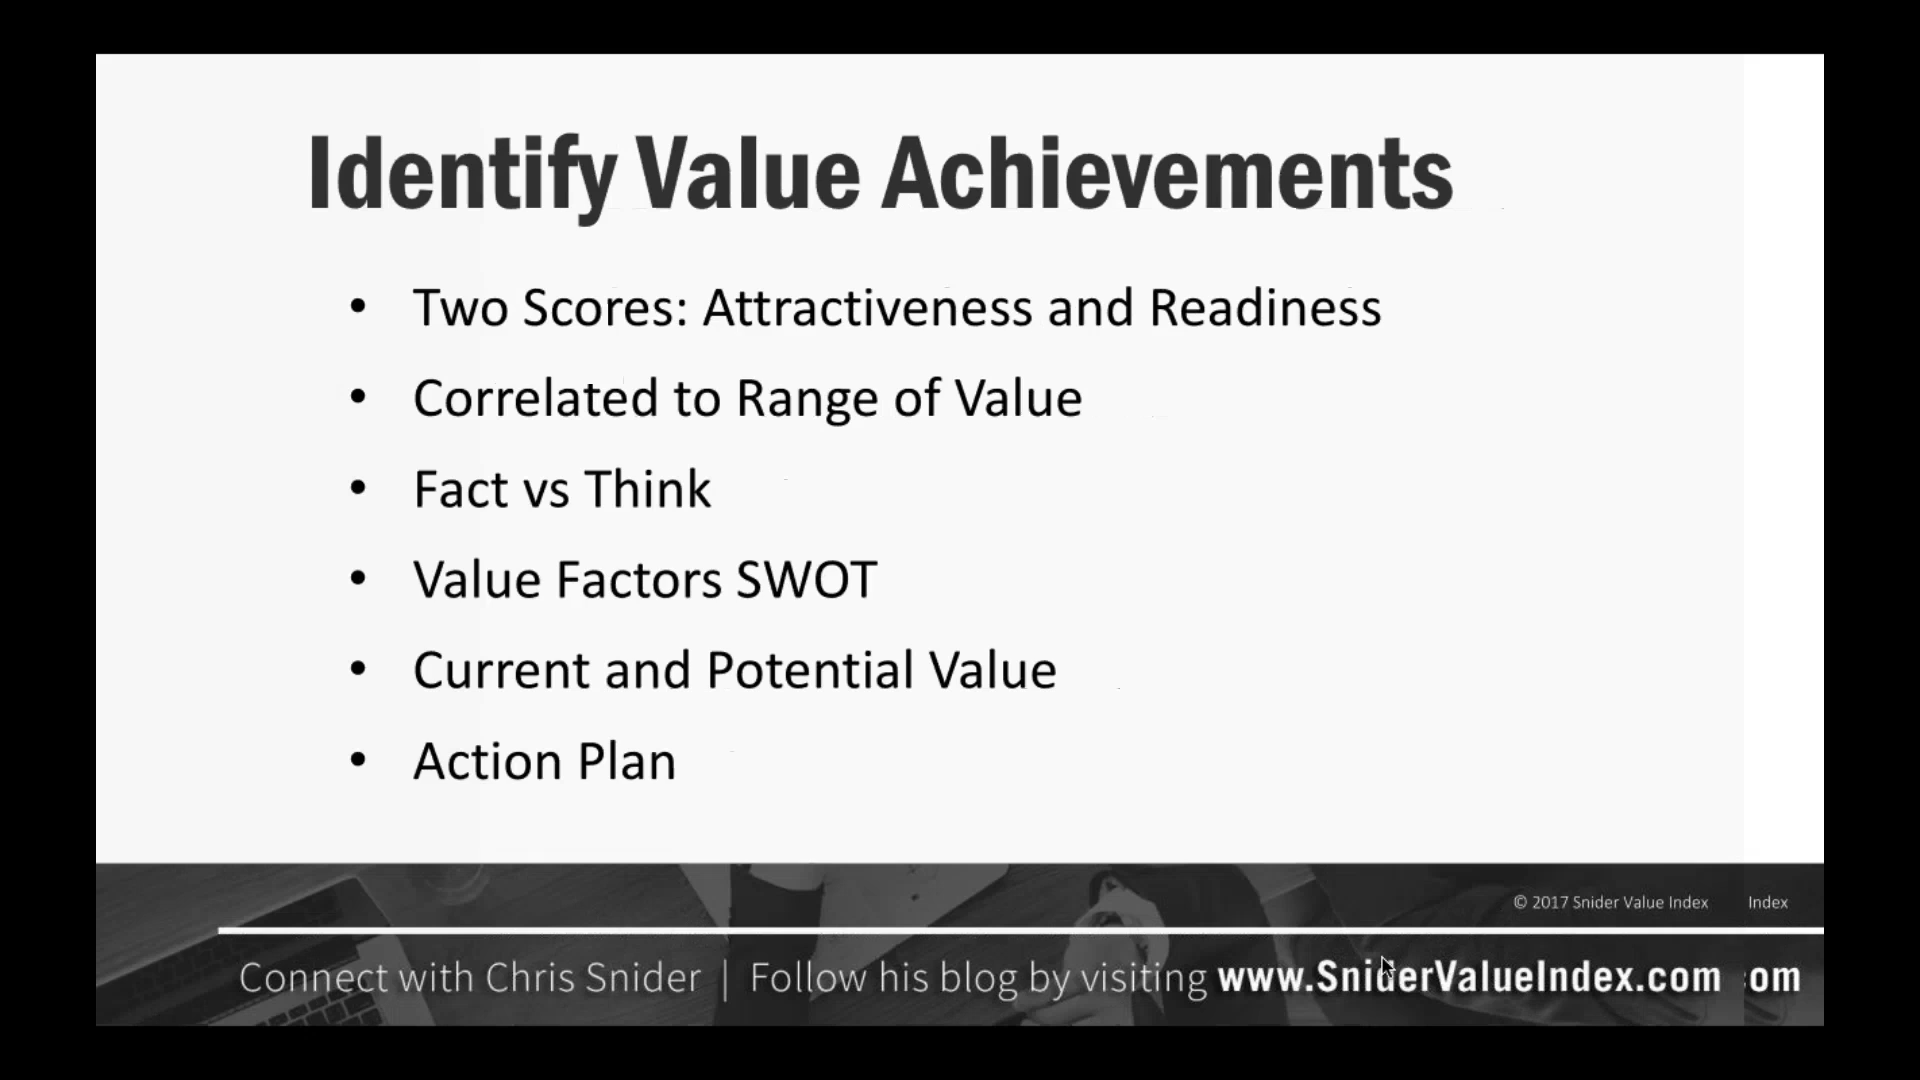 Identify Value Achievements
• Two Scores: Attractiveness and Readiness
• Correlated to Range of Value
• Fact vs Think
• Value Factors SWOT
• Current and Potential Value
• Action Plan
© 2017 Snider Value Index Index
Connect with Chris Snider | Follow his blog by visiting www.SniderValueIndex.com om